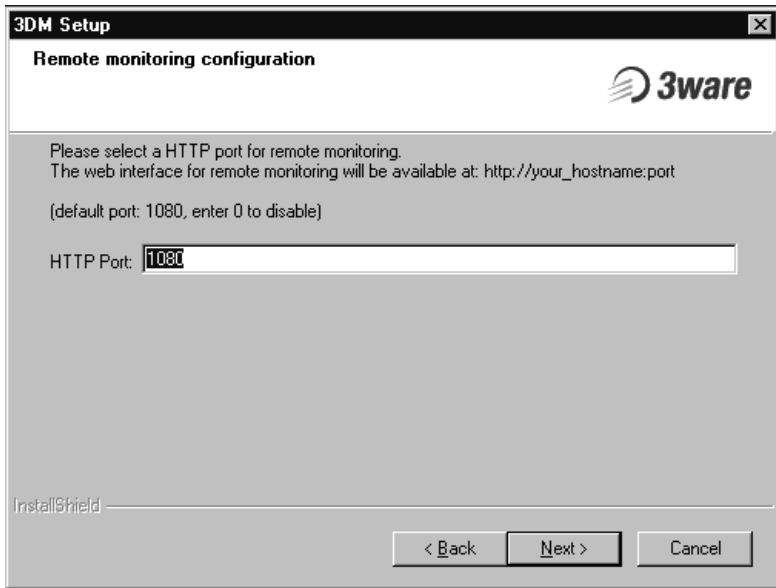 3DM Setup
Remote monitoring configuration
3ware
Please select a HTTP port for remote monitoring.
The web interface for remote monitoring will be available at: http://your_hostname:port
(default port: 1080, enter 0 to disable)
HTTP Port: 1080
InstallShield
< Back Next > Cancel